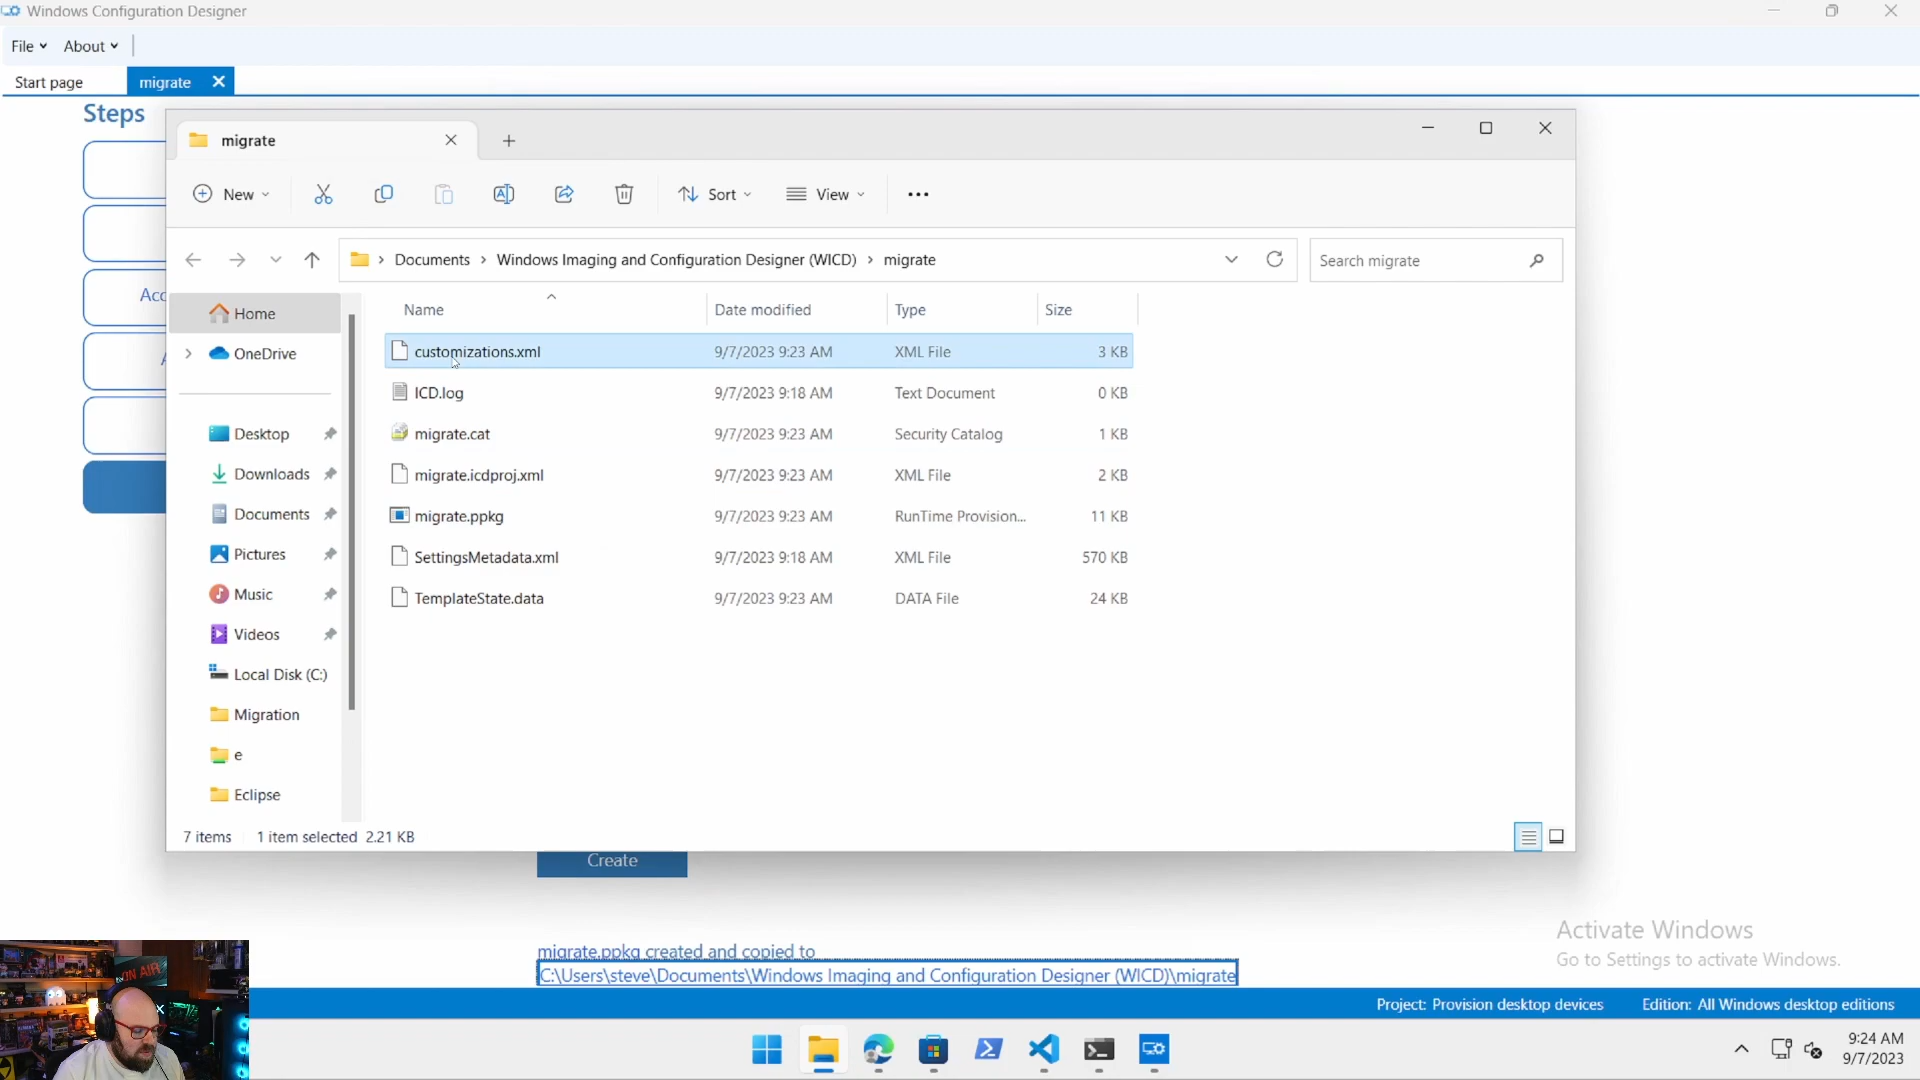 Windows Configuration Designer
File About
Start page migrate
Steps
migrate
New Sort View
Documents Windows Imaging and Configuration Designer (WICD) migrate Search migrate
Name Date modified Type Size
Home
OneDrive
Desktop
Downloads
Documents
Pictures
Music
Videos
Local Disk (C:)
Migration
e
Eclipse
customizations.xml 9/7/2023 9:23 AM XML File 3 KB
ICD.log 9/7/2023 9:18 AM Text Document 0 KB
migrate.cat 9/7/2023 9:23 AM Security Catalog 1 KB
migrate.icdproj.xml 9/7/2023 9:23 AM XML File 2 KB
migrate.ppkg 9/7/2023 9:23 AM RunTime Provision... 11 KB
SettingsMetadata.xml 9/7/2023 9:18 AM XML File 570 KB
TemplateState.data 9/7/2023 9:23 AM DATA File 24 KB
7 items 1 item selected 2.21 KB
Create
migrate.ppkg created and copied to
C:\Users\steve\Documents\Windows Imaging and Configuration Designer (WICD)\migrate
Activate Windows
Go to Settings to activate Windows.
ON AIR
Project: Provision desktop devices Edition: All Windows desktop editions
9:24 AM
9/7/2023